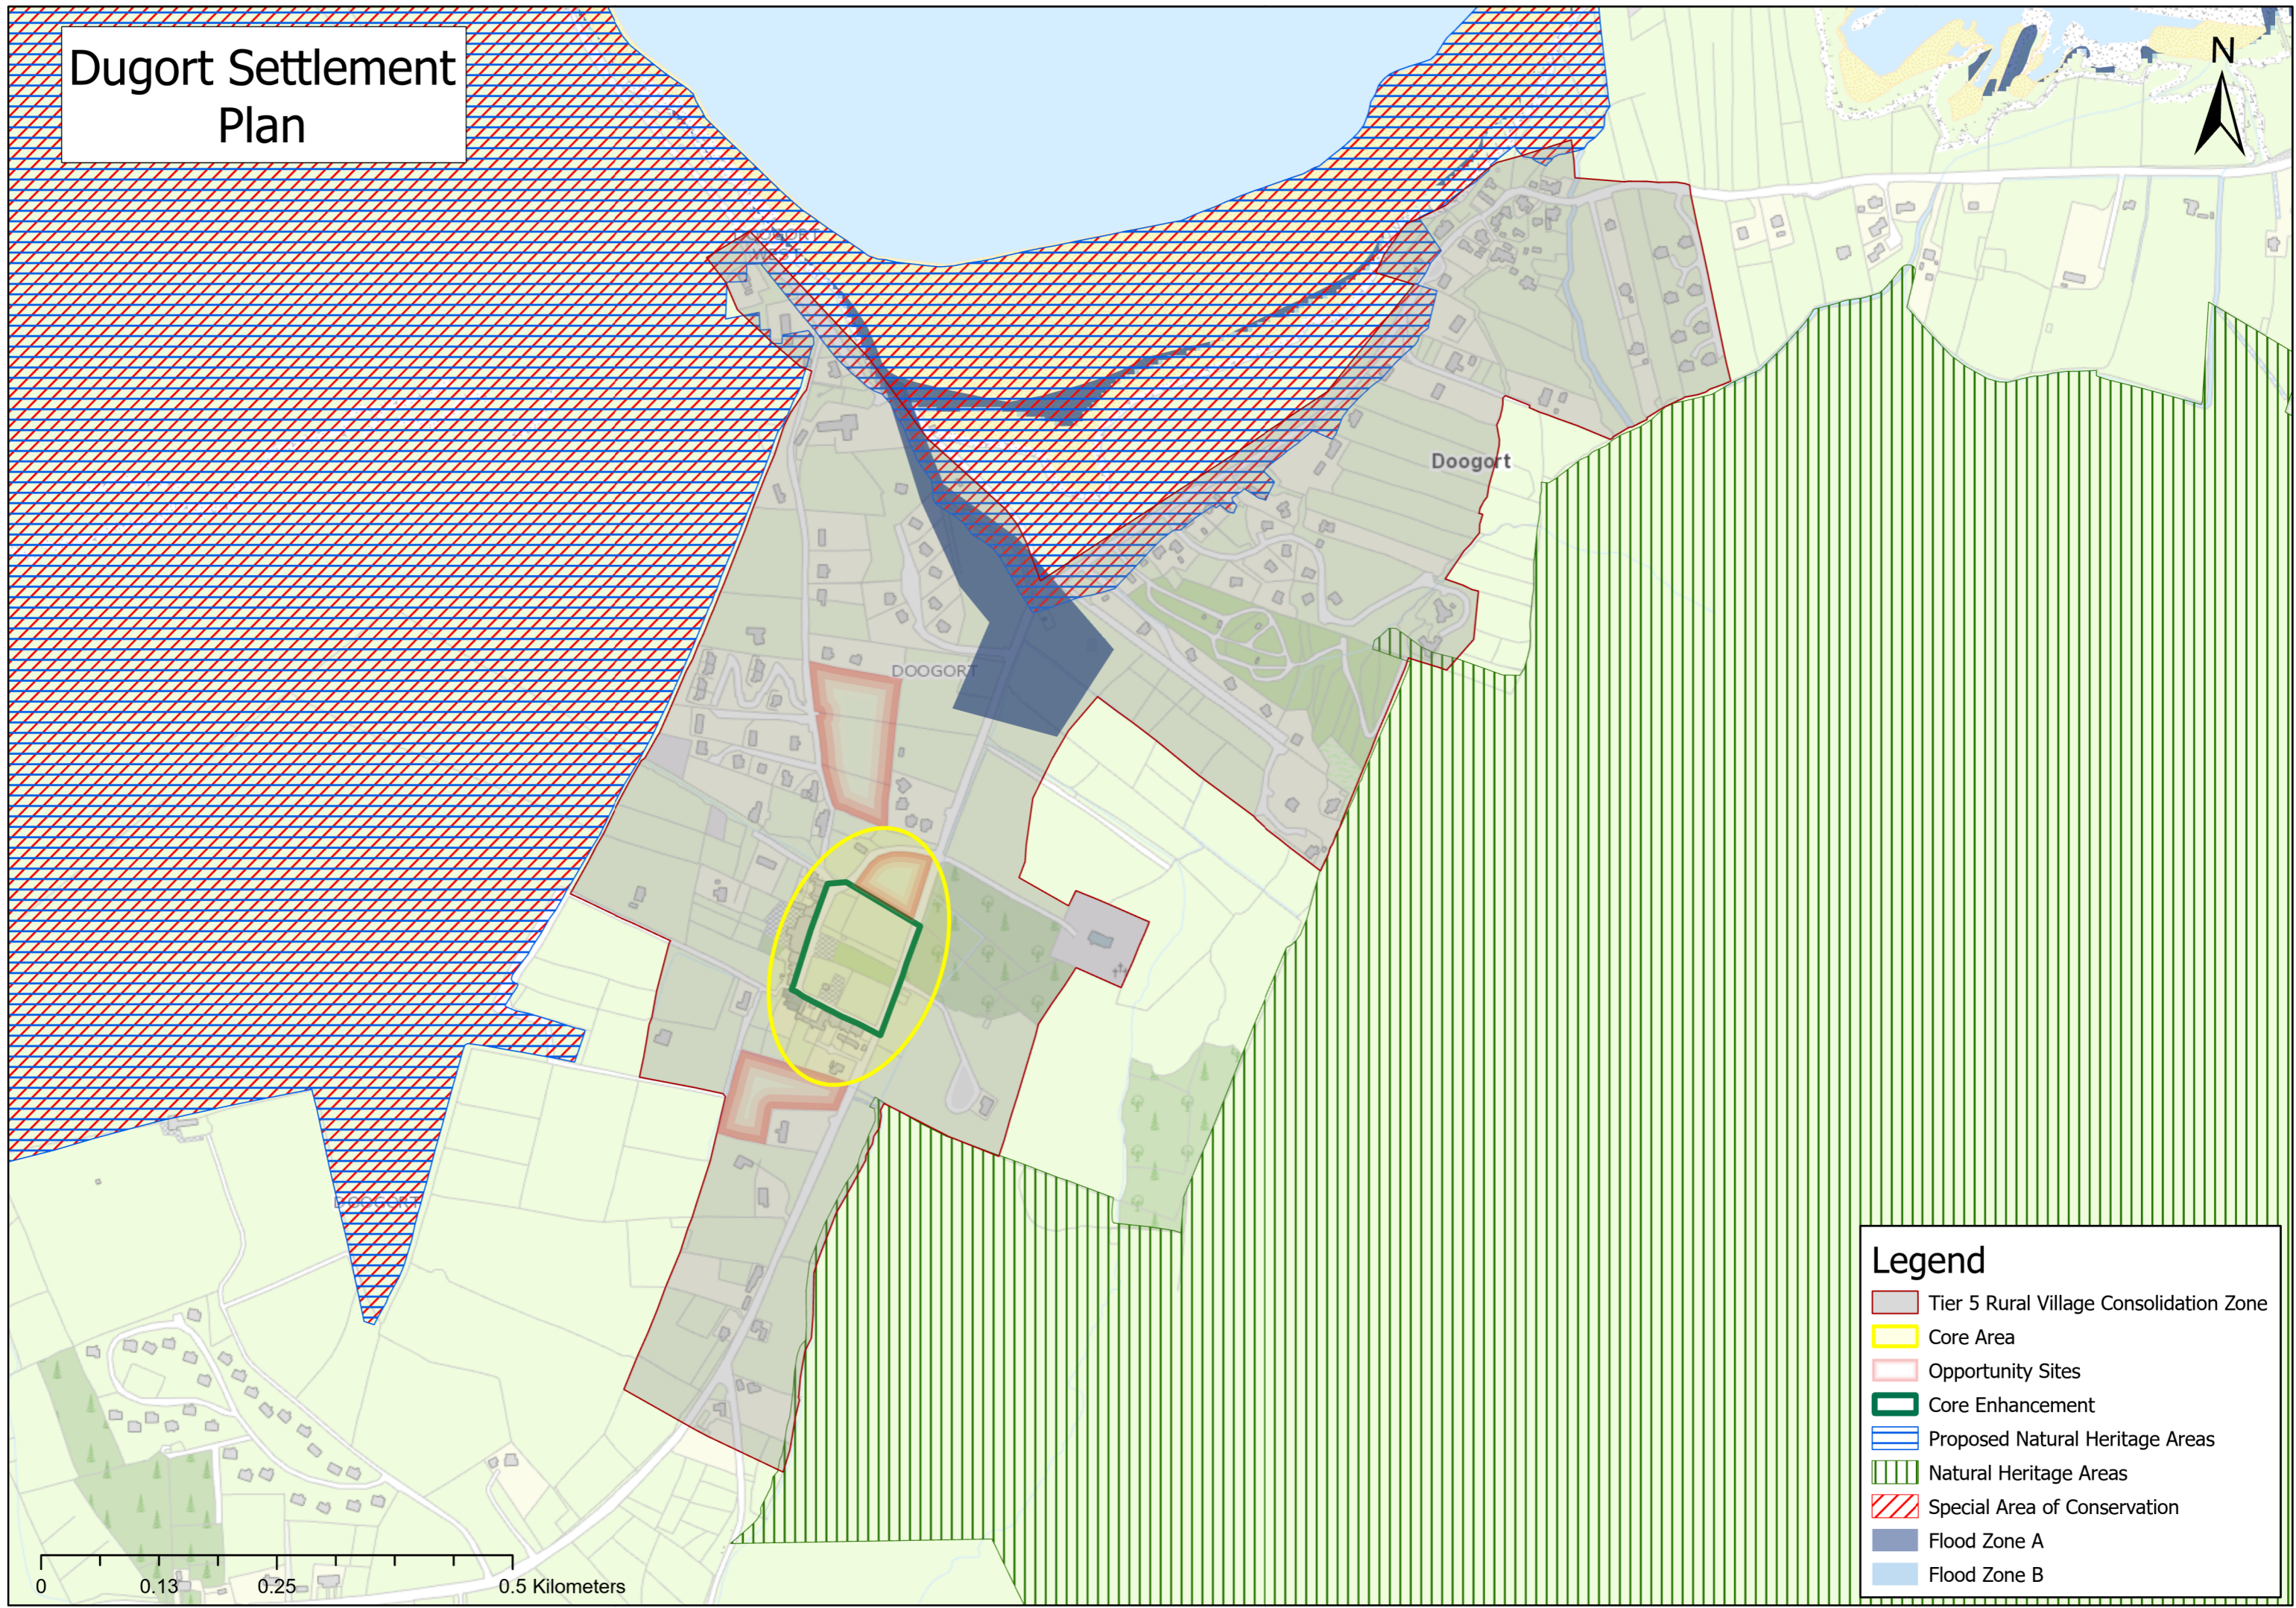 Dugort Settlement
Plan
N
DOOGORT
Doogort
DOOGORT
DOOGORT
Legend
Tier 5 Rural Village Consolidation Zone
Core Area
Opportunity Sites
Core Enhancement
Proposed Natural Heritage Areas
Natural Heritage Areas
Special Area of Conservation
Flood Zone A
Flood Zone B
0
0.13
0.25
0.5 Kilometers